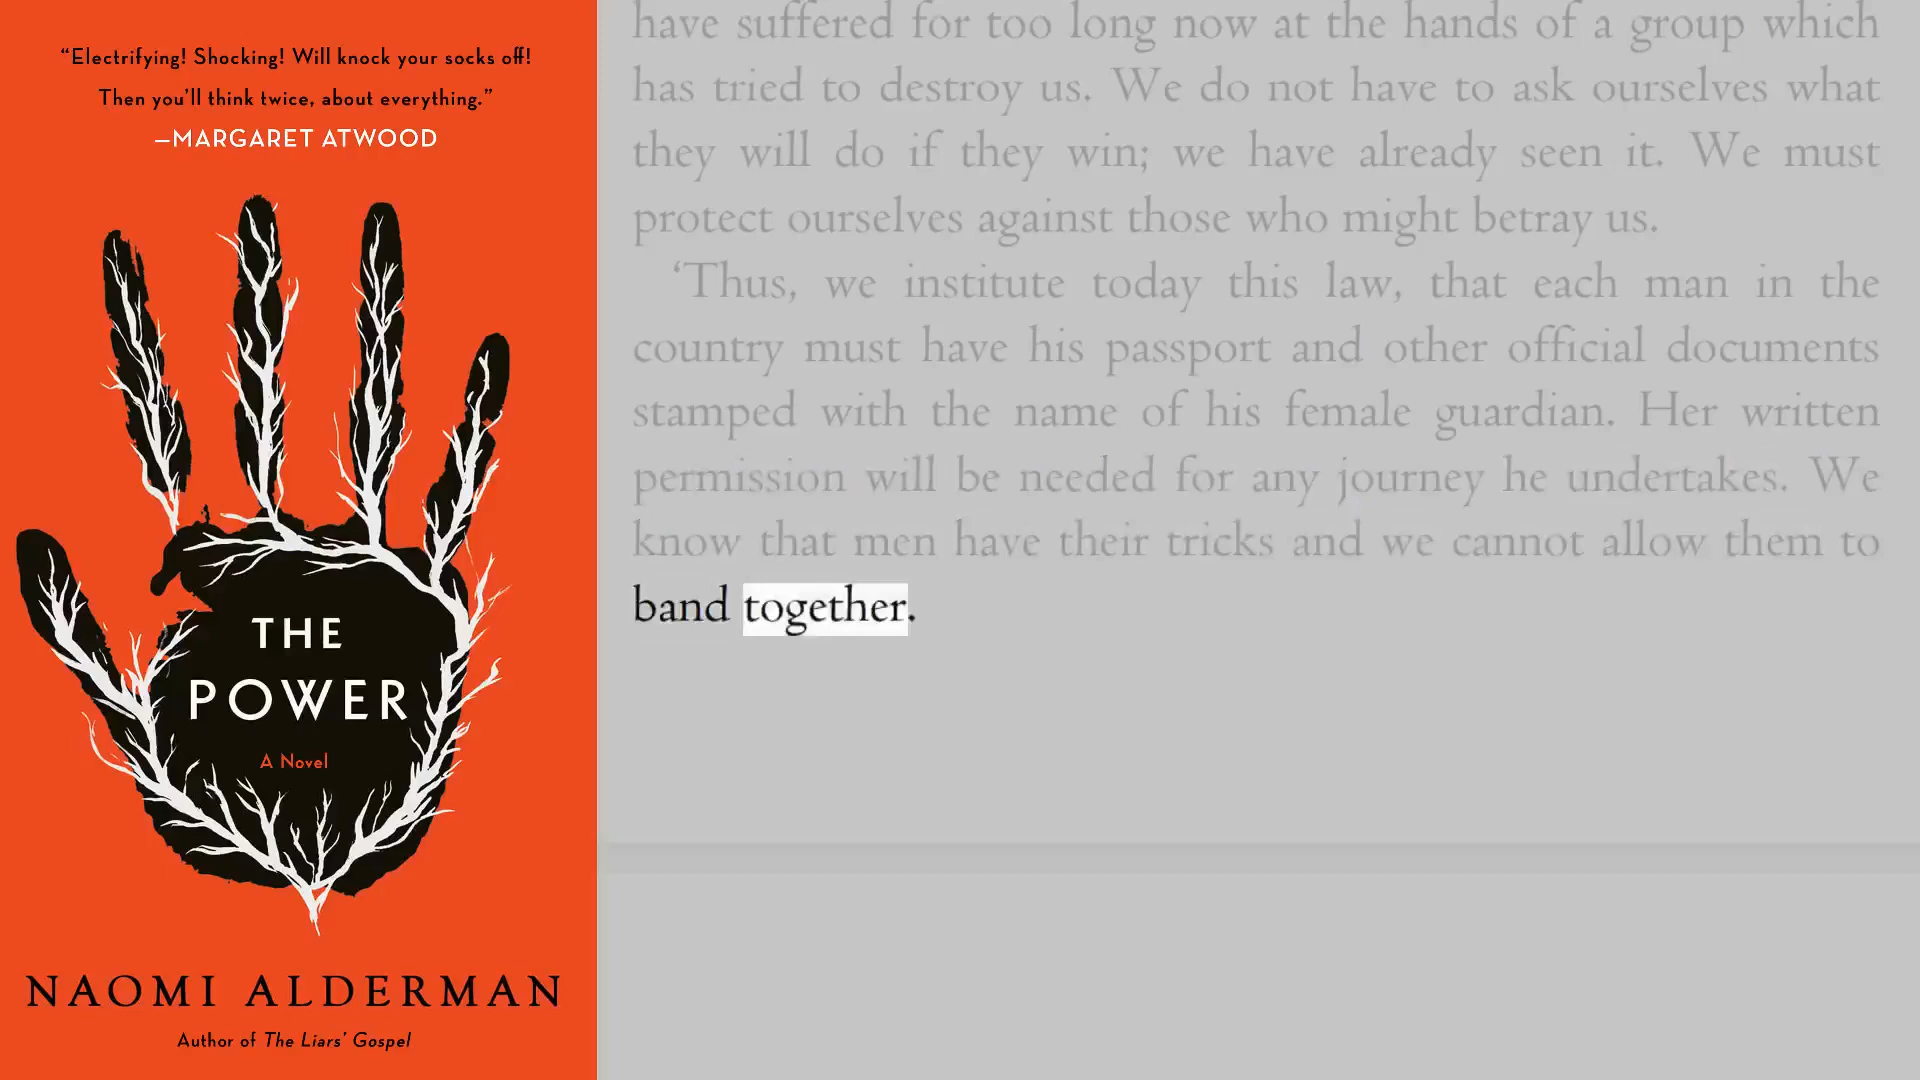 “Electrifying! Shocking! Will knock your socks off!
Then you’ll think twice, about everything.”
—MARGARET ATWOOD
THE
POWER
A Novel
NAOMI ALDERMAN
Author of The Liars’ Gospel
have suffered for too long now at the hands of a group which
has tried to destroy us. We do not have to ask ourselves what
they will do if they win; we have already seen it. We must
protect ourselves against those who might betray us.
‘Thus, we institute today this law, that each man in the
country must have his passport and other official documents
stamped with the name of his female guardian. Her written
permission will be needed for any journey he undertakes. We
know that men have their tricks and we cannot allow them to
band together.